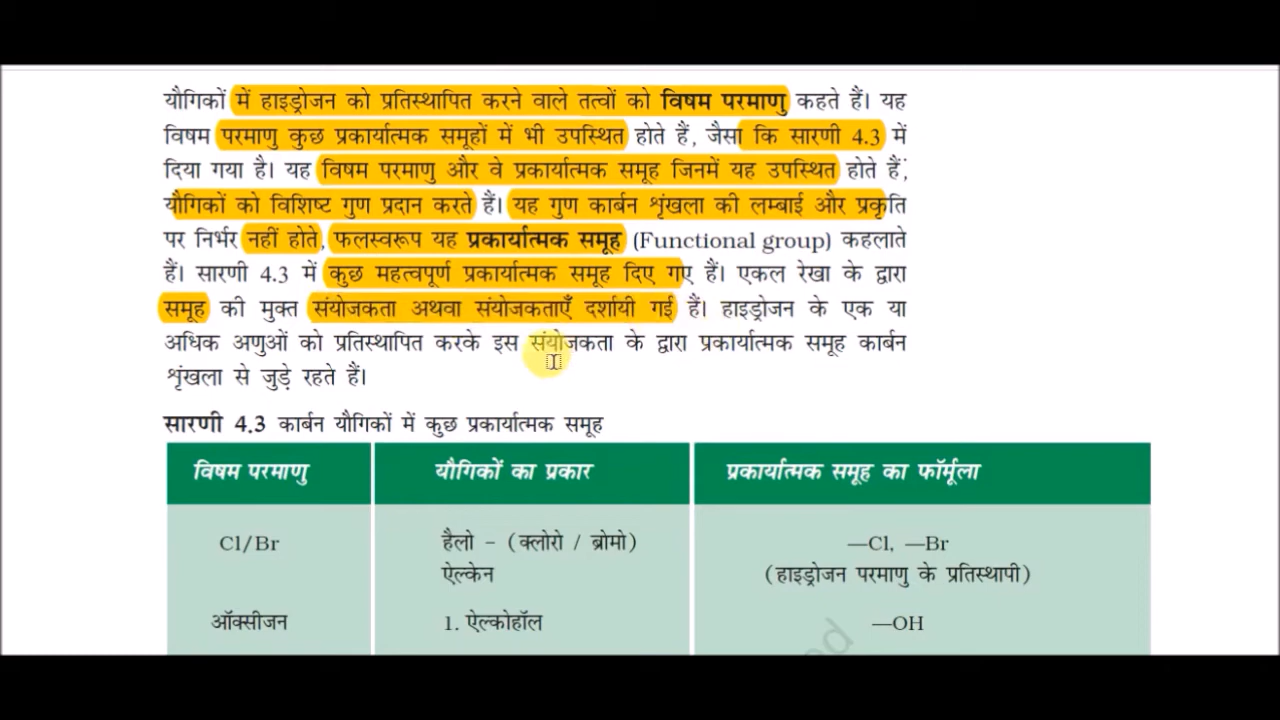 यौगिकों में हाइड्रोजन को प्रतिस्थापित करने वाले तत्वों को विषम परमाणु कहते हैं। यह
विषम परमाणु कुछ प्रकार्यात्मक समूहों में भी उपस्थित होते हैं, जैसा कि सारणी 4.3 में
दिया गया है। यह विषम परमाणु और वे प्रकार्यात्मक समूह जिनमें यह उपस्थित होते हैं,
यौगिकों को विशिष्ट गुण प्रदान करते हैं। यह गुण कार्बन शृंखला की लम्बाई और प्रकृति
पर निर्भर नहीं होते, फलस्वरूप यह प्रकार्यात्मक समूह (Functional group) कहलाते
हैं। सारणी 4.3 में कुछ महत्वपूर्ण प्रकार्यात्मक समूह दिए गए हैं। एकल रेखा के द्वारा
समूह की मुक्त संयोजकता अथवा संयोजकताएँ दर्शायी गई हैं। हाइड्रोजन के एक या
अधिक अणुओं को प्रतिस्थापित करके इस संयोजकता के द्वारा प्रकार्यात्मक समूह कार्बन
शृंखला से जुड़े रहते हैं।
सारणी 4.3 कार्बन यौगिकों में कुछ प्रकार्यात्मक समूह
विषम परमाणु यौगिकों का प्रकार प्रकार्यात्मक समूह का फॉर्मूला
Cl/Br हैलो – (क्लोरो / ब्रोमो) —Cl, —Br
ऐल्केन (हाइड्रोजन परमाणु के प्रतिस्थापी)
ऑक्सीजन 1. ऐल्कोहॉल —OH